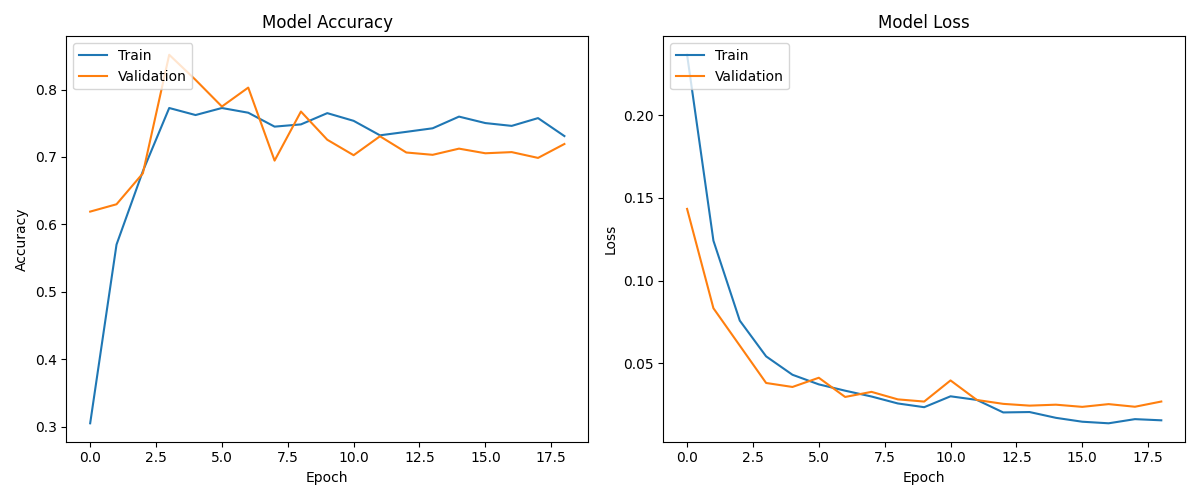 Model Accuracy
Train
Validation
0.8
0.7
0.6
0.5
0.4
0.3
Accuracy
0.0 2.5 5.0 7.5 10.0 12.5 15.0 17.5
Epoch
Model Loss
Train
Validation
0.20
0.15
0.10
0.05
Loss
0.0 2.5 5.0 7.5 10.0 12.5 15.0 17.5
Epoch